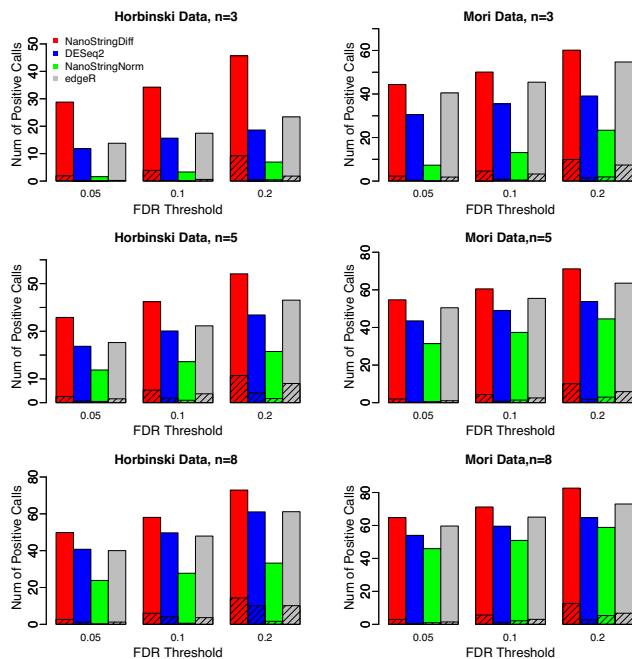 Horbinski Data, n=3
Num of Positive Calls
0 10 20 30 40 50
NanoStringDiff
DESeq2
NanoStringNorm
edgeR
0.05 0.1 0.2
FDR Threshold
Mori Data, n=3
Num of Positive Calls
0 20 40 60
0.05 0.1 0.2
FDR Threshold
Horbinski Data, n=5
Num of Positive Calls
0 10 30 50
0.05 0.1 0.2
FDR Threshold
Mori Data,n=5
Num of Positive Calls
0 20 40 60 80
0.05 0.1 0.2
FDR Threshold
Horbinski Data, n=8
Num of Positive Calls
0 20 40 60 80
0.05 0.1 0.2
FDR Threshold
Mori Data,n=8
Num of Positive Calls
0 20 40 60 80
0.05 0.1 0.2
FDR Threshold